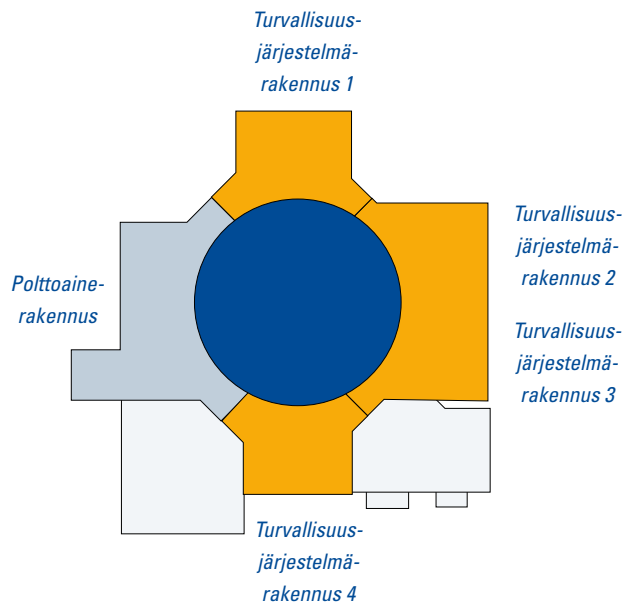 Turvallisuus-
järjestelmä-
rakennus 1
Turvallisuus-
järjestelmä-
rakennus 2
Polttoaine-
rakennus
Turvallisuus-
järjestelmä-
rakennus 3
Turvallisuus-
järjestelmä-
rakennus 4